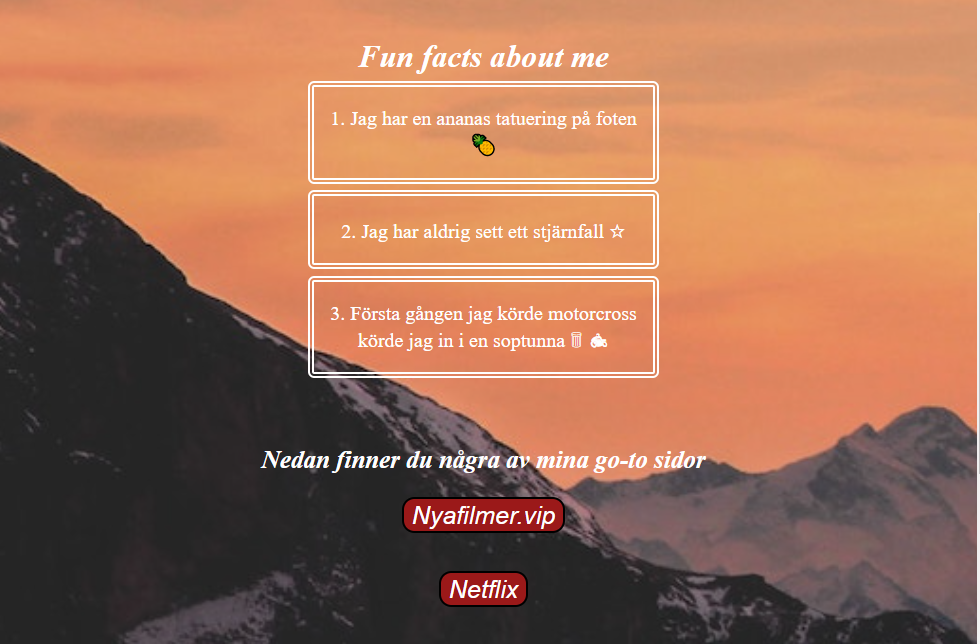 Fun facts about me
1. Jag har en ananas tatuering på foten
🍍
2. Jag har aldrig sett ett stjärnfall ☆
3. Första gången jag körde motorcross
körde jag in i en soptunna 🗑 🏍
Nedan finner du några av mina go-to sidor
Nyafilmer.vip
Netflix